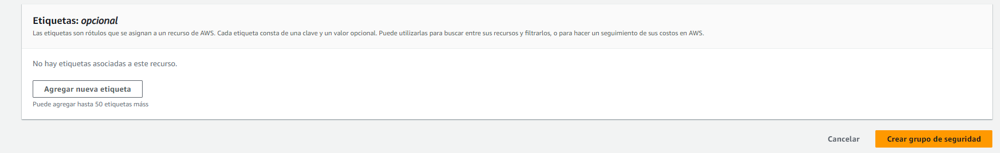 Etiquetas: opcional
Las etiquetas son rótulos que se asignan a un recurso de AWS. Cada etiqueta consta de una clave y un valor opcional. Puede utilizarlas para buscar entre sus recursos y filtrarlos, o para hacer un seguimiento de sus costos en AWS.
No hay etiquetas asociadas a este recurso.
Agregar nueva etiqueta
Puede agregar hasta 50 etiquetas máss
Cancelar
Crear grupo de seguridad